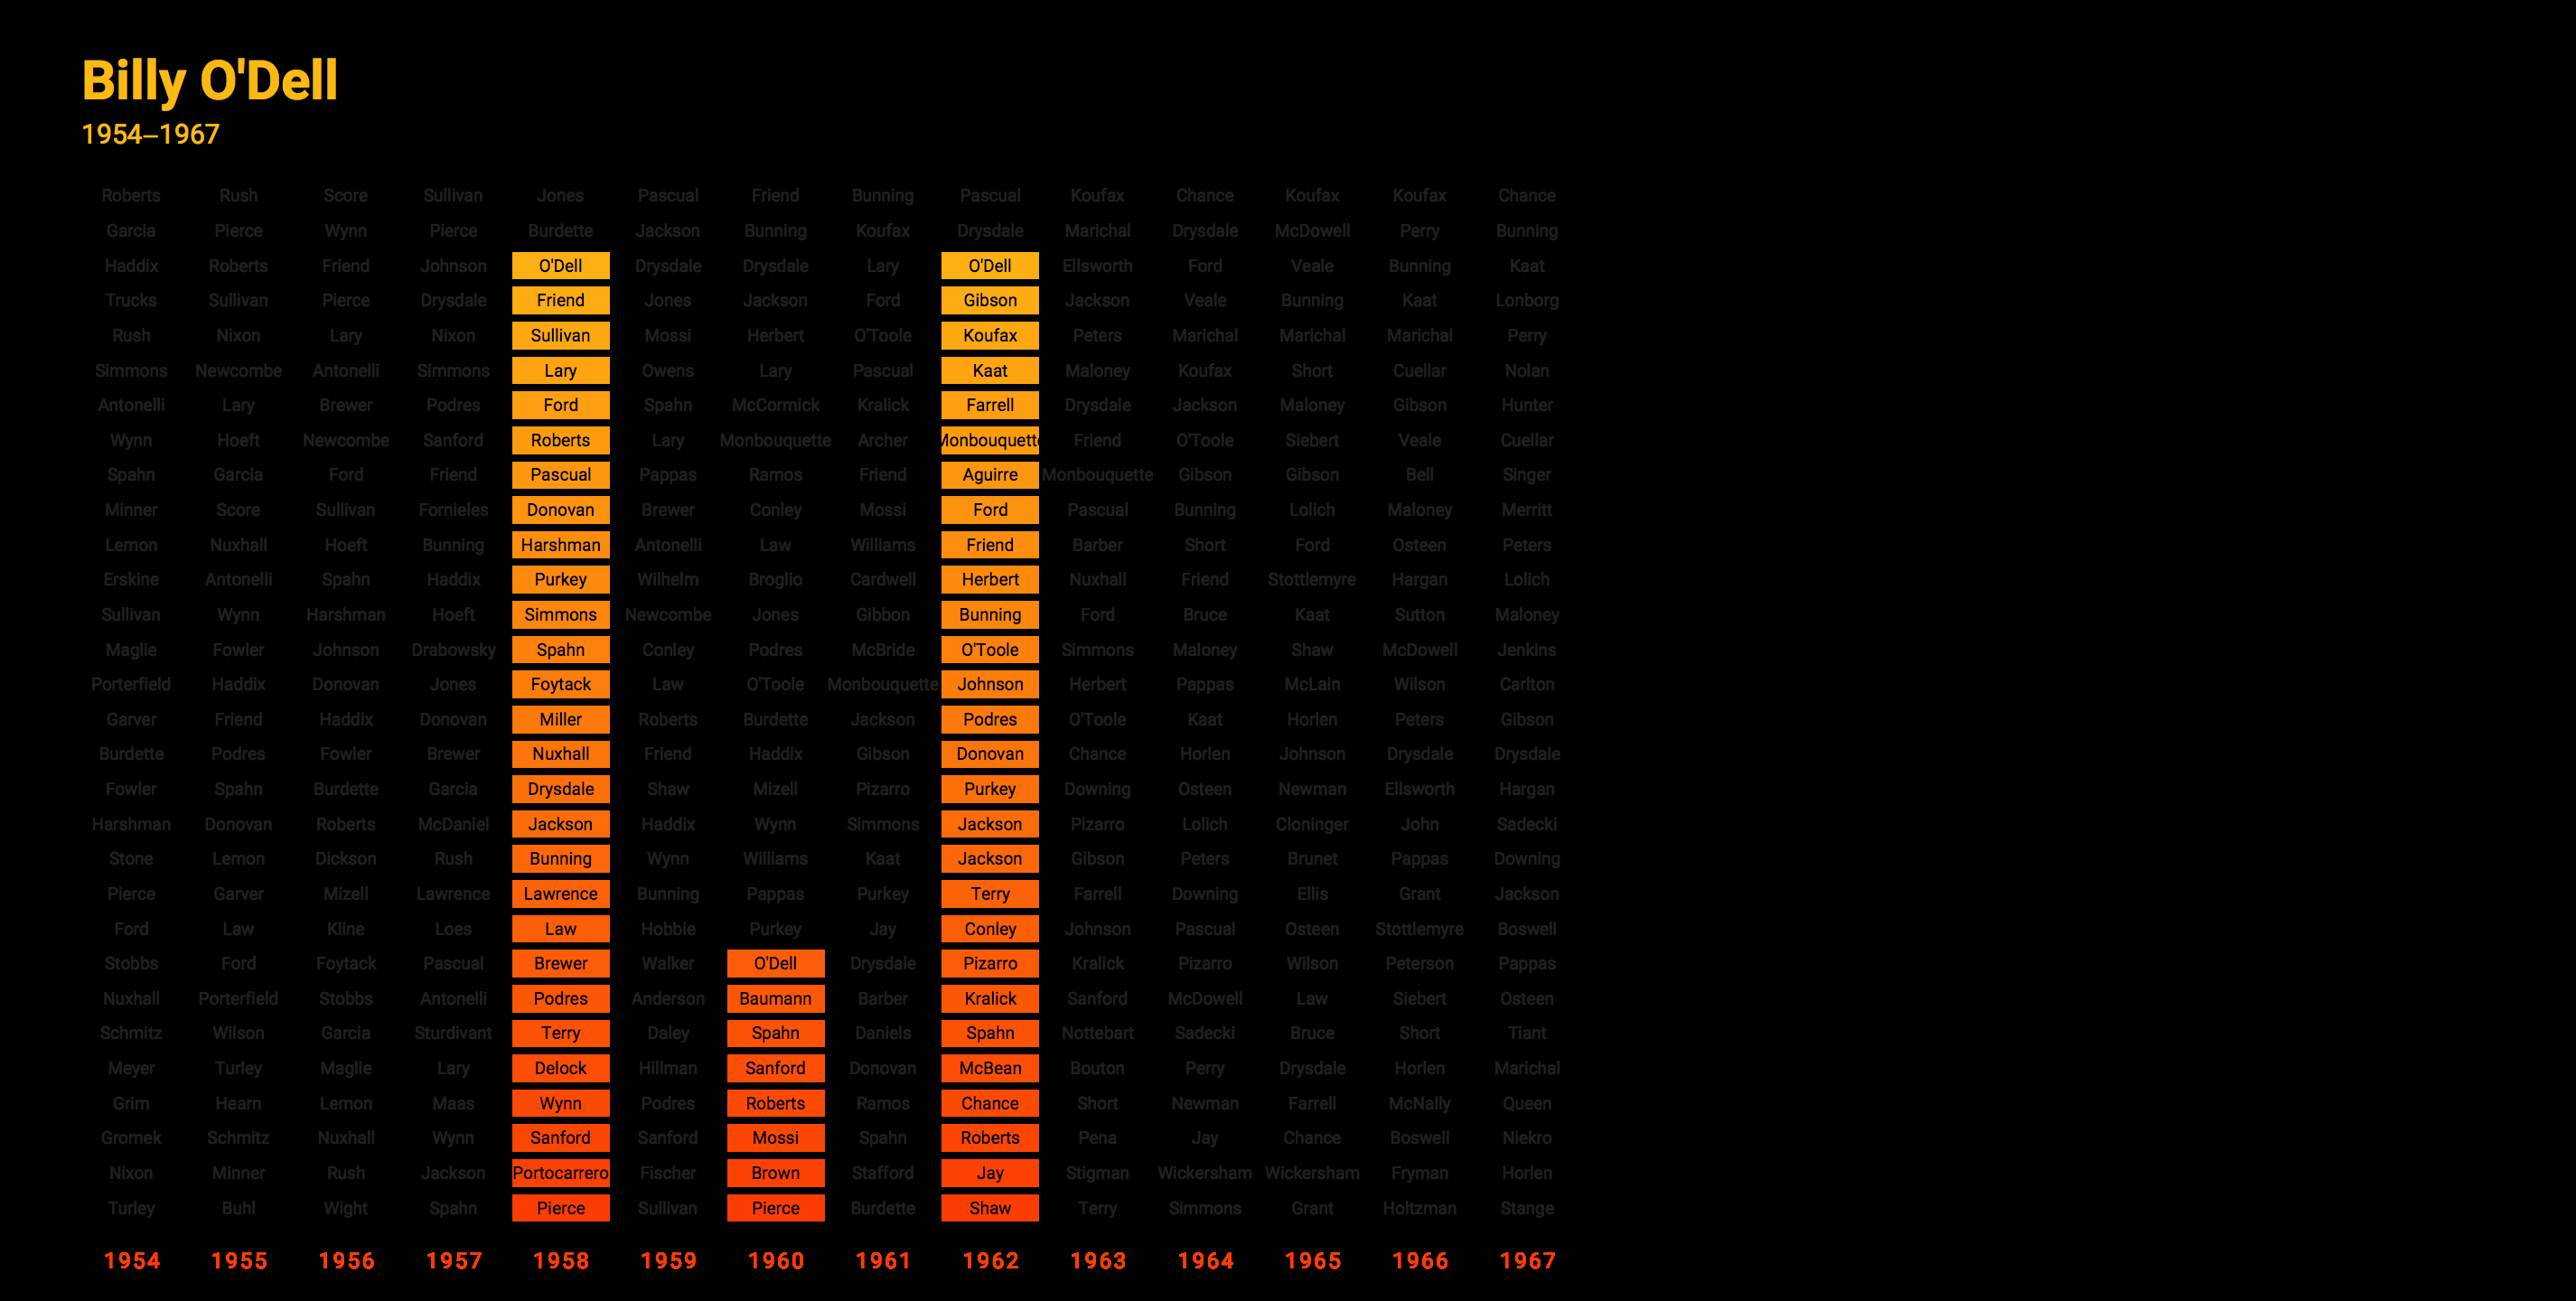 Billy O'Dell
1954–1967
Roberts Rush Score Sullivan Jones Pascual Friend Bunning Pascual Koufax Chance Koufax Koufax Chance
Garcia Pierce Wynn Pierce Burdette Jackson Bunning Koufax Drysdale Marichal Drysdale McDowell Perry Bunning
Haddix Roberts Friend Johnson O'Dell Drysdale Drysdale Lary O'Dell Ellsworth Ford Veale Bunning Kaat
Trucks Sullivan Pierce Drysdale Friend Jones Jackson Ford Gibson Jackson Veale Bunning Kaat Lonborg
Rush Nixon Lary Nixon Sullivan Mossi Herbert O'Toole Koufax Peters Marichal Marichal Marichal Perry
Simmons Newcombe Antonelli Simmons Lary Owens Lary Pascual Kaat Maloney Koufax Short Cuellar Nolan
Antonelli Lary Brewer Podres Ford Spahn McCormick Kralick Farrell Drysdale Jackson Maloney Gibson Hunter
Wynn Hoeft Newcombe Sanford Roberts Lary Monbouquette Archer Monbouquette Friend O'Toole Siebert Veale Cuellar
Spahn Garcia Ford Friend Pascual Pappas Ramos Friend Aguirre Monbouquette Gibson Gibson Bell Singer
Minner Score Sullivan Fornieles Donovan Brewer Conley Mossi Ford Pascual Bunning Lolich Maloney Merritt
Lemon Nuxhall Hoeft Bunning Harshman Antonelli Law Williams Friend Barber Short Ford Osteen Peters
Erskine Antonelli Spahn Haddix Purkey Wilhelm Broglio Cardwell Herbert Nuxhall Friend Stottlemyre Hargan Lolich
Sullivan Wynn Harshman Hoeft Simmons Newcombe Jones Gibbon Bunning Ford Bruce Kaat Sutton Maloney
Maglie Fowler Johnson Drabowsky Spahn Conley Podres McBride O'Toole Simmons Maloney Shaw McDowell Jenkins
Porterfield Haddix Donovan Jones Foytack Law O'Toole Monbouquette Johnson Herbert Pappas McLain Wilson Carlton
Garver Friend Haddix Donovan Miller Roberts Burdette Jackson Podres O'Toole Kaat Horlen Peters Gibson
Burdette Podres Fowler Brewer Nuxhall Friend Haddix Gibson Donovan Chance Horlen Johnson Drysdale Drysdale
Fowler Spahn Burdette Garcia Drysdale Shaw Mizell Pizarro Purkey Downing Osteen Newman Ellsworth Hargan
Harshman Donovan Roberts McDaniel Jackson Haddix Wynn Simmons Jackson Pizarro Lolich Cloninger John Sadecki
Stone Lemon Dickson Rush Bunning Wynn Williams Kaat Jackson Gibson Peters Brunet Pappas Downing
Pierce Garver Mizell Lawrence Lawrence Bunning Pappas Purkey Terry Farrell Downing Ellis Grant Jackson
Ford Law Kline Loes Law Hobbie Purkey Jay Conley Johnson Pascual Osteen Stottlemyre Boswell
Stobbs Ford Foytack Pascual Brewer Walker O'Dell Drysdale Pizarro Kralick Pizarro Wilson Peterson Pappas
Nuxhall Porterfield Stobbs Antonelli Podres Anderson Baumann Barber Kralick Sanford McDowell Law Siebert Osteen
Schmitz Wilson Garcia Sturdivant Terry Daley Spahn Daniels Spahn Nottebart Sadecki Bruce Short Tiant
Meyer Turley Maglie Lary Delock Hillman Sanford Donovan McBean Bouton Perry Drysdale Horlen Marichal
Grim Hearn Lemon Maas Wynn Podres Roberts Ramos Chance Short Newman Farrell McNally Queen
Gromek Schmitz Nuxhall Wynn Sanford Sanford Mossi Spahn Roberts Pena Jay Chance Boswell Niekro
Nixon Minner Rush Jackson Portocarrero Fischer Brown Stafford Jay Stigman Wickersham Wickersham Fryman Horlen
Turley Buhl Wight Spahn Pierce Sullivan Pierce Burdette Shaw Terry Simmons Grant Holtzman Stange
1954 1955 1956 1957 1958 1959 1960 1961 1962 1963 1964 1965 1966 1967